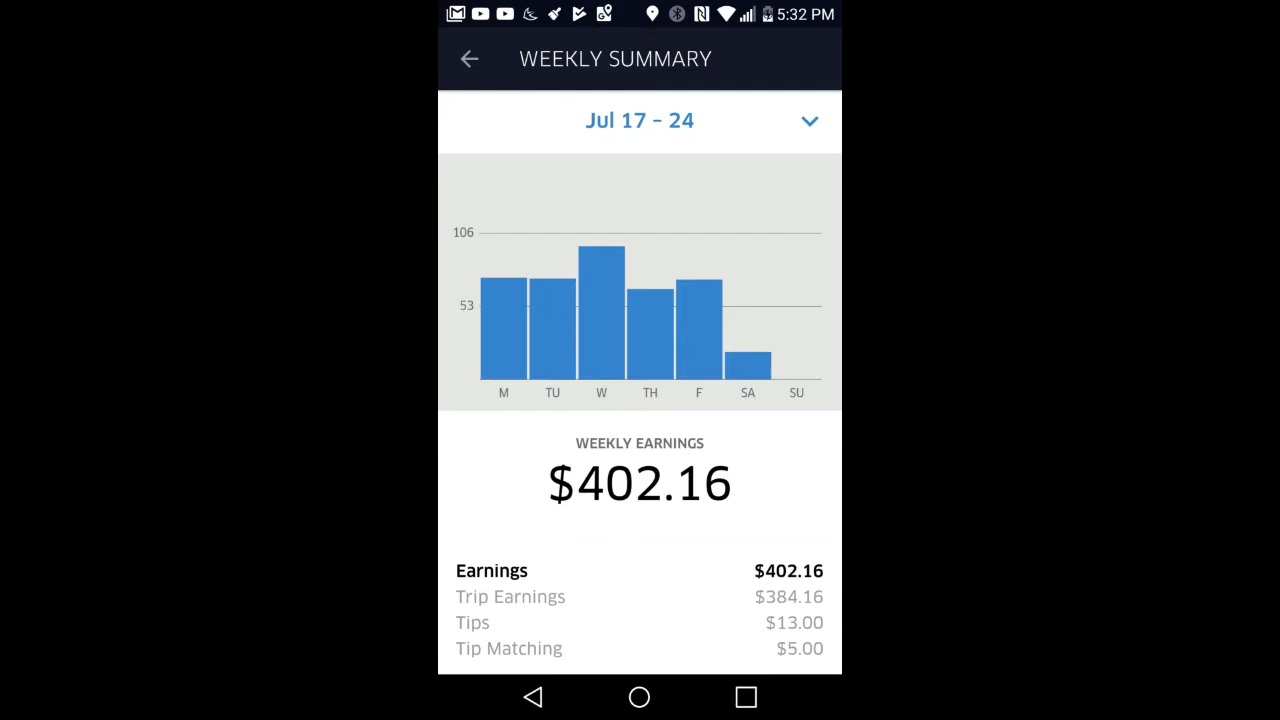 5:32 PM
WEEKLY SUMMARY
Jul 17 – 24
106
53
M TU W TH F SA SU
WEEKLY EARNINGS
$402.16
Earnings $402.16
Trip Earnings $384.16
Tips $13.00
Tip Matching $5.00